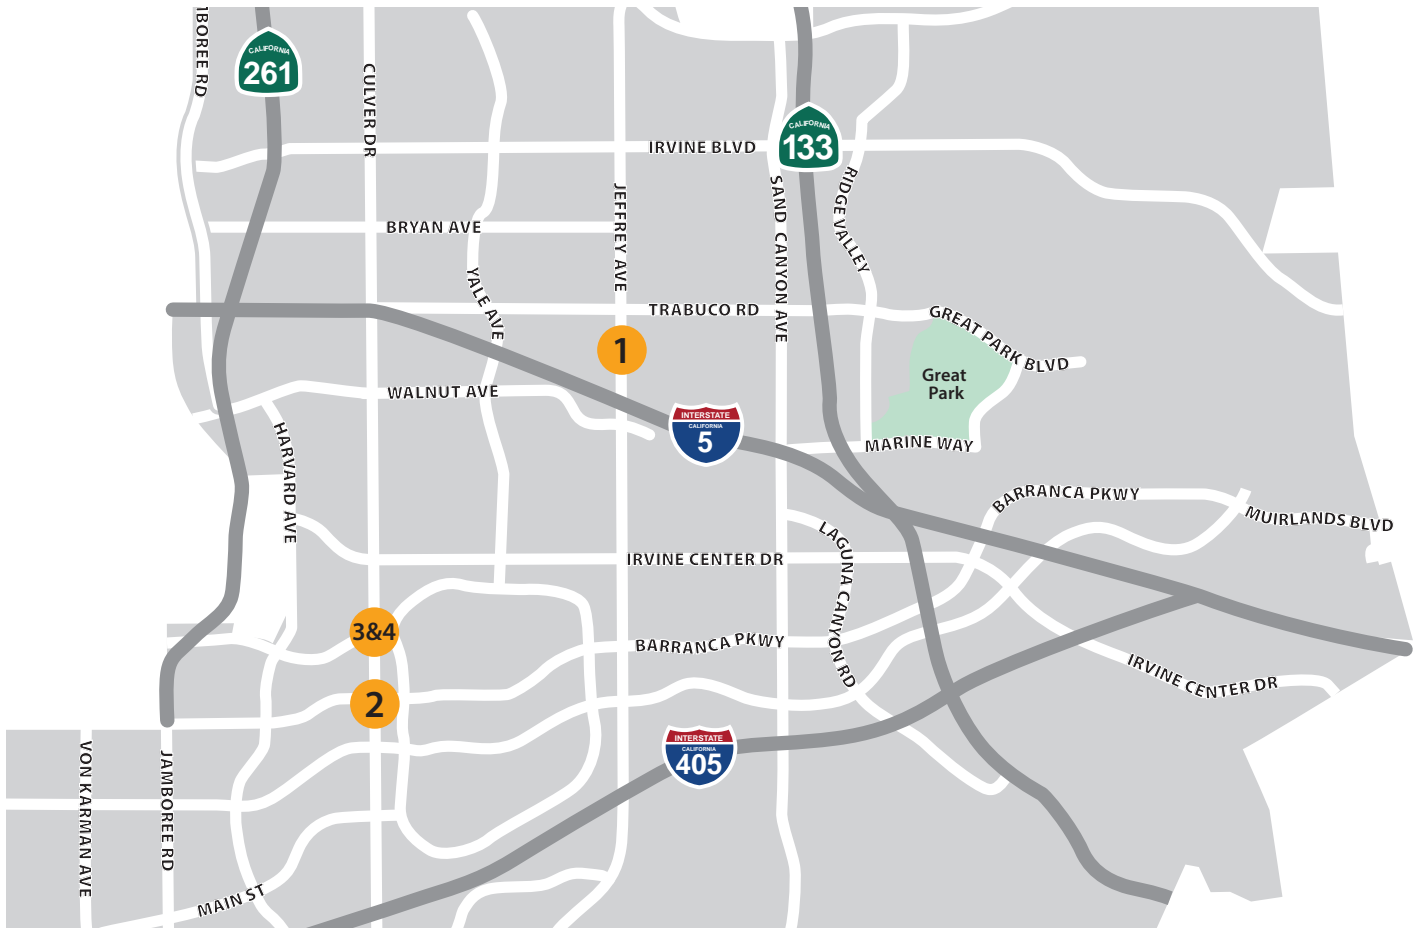 MBOREE RD
CALIFORNIA
261
CULVER DR
CALIFORNIA
133
IRVINE BLVD
JEFFREY AVE
SAND CANYON AVE
RIDGE VALLEY
BRYAN AVE
YALE AVE
TRABUCO RD
GREAT PARK BLVD
1
Great
Park
WALNUT AVE
INTERSTATE
CALIFORNIA
5
MARINE WAY
HARVARD AVE
BARRANCA PKWY
MUIRLANDS BLVD
LAGUNA CANYON RD
IRVINE CENTER DR
3&4
BARRANCA PKWY
IRVINE CENTER DR
2
INTERSTATE
CALIFORNIA
405
VON KARMAN AVE
JAMBOREE RD
MAIN ST